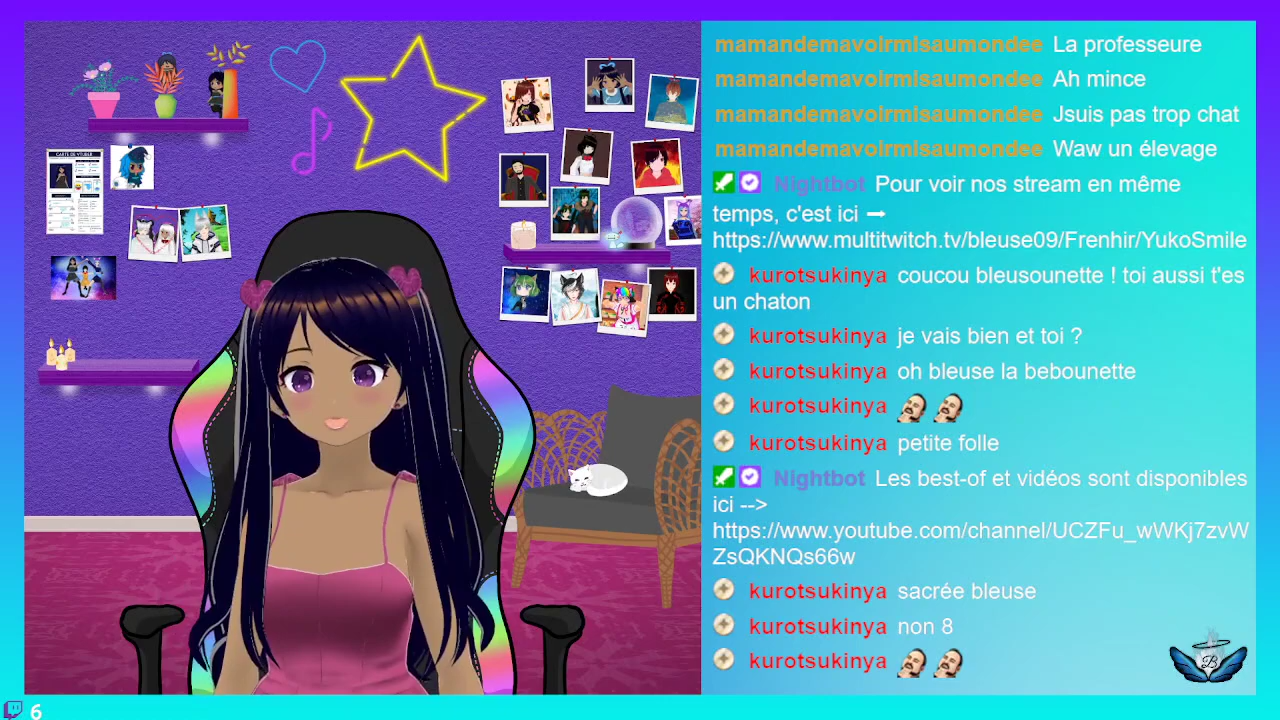 CARTE DE VTUBER
mamandemavoirmisaumondee La professeure
mamandemavoirmisaumondee Ah mince
mamandemavoirmisaumondee Jsuis pas trop chat
mamandemavoirmisaumondee Waw un élevage
Nightbot Pour voir nos stream en même
temps, c'est ici ➞
https://www.multitwitch.tv/bleuse09/Frenhir/YukoSmile
kurotsukinya coucou bleusounette ! toi aussi t'es
un chaton
kurotsukinya je vais bien et toi ?
kurotsukinya oh bleuse la bebounette
kurotsukinya
kurotsukinya petite folle
Nightbot Les best-of et vidéos sont disponibles
ici -->
https://www.youtube.com/channel/UCZFu_wWKj7zvW
ZsQKNQs66w
kurotsukinya sacrée bleuse
kurotsukinya non 8
kurotsukinya
B
6